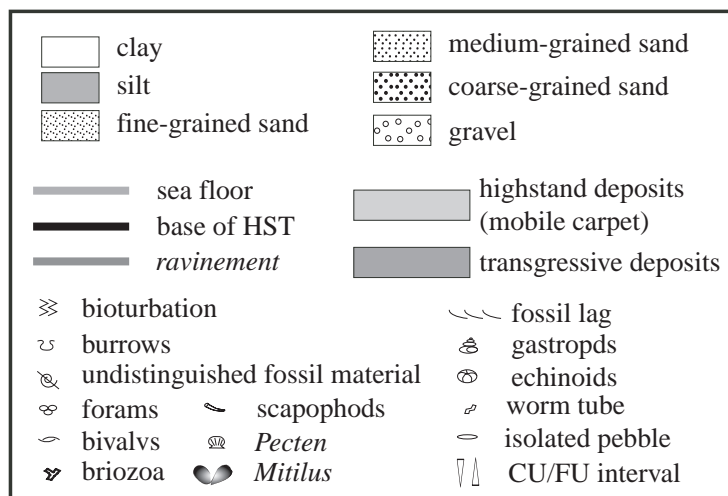 clay
silt
fine-grained sand
medium-grained sand
coarse-grained sand
gravel
sea floor
base of HST
ravinement
highstand deposits
(mobile carpet)
transgressive deposits
bioturbation
burrows
undistinguished fossil material
forams
scapophods
bivalvs
Pecten
briozoa
Mitilus
fossil lag
gastropds
echinoids
worm tube
isolated pebble
CU/FU interval